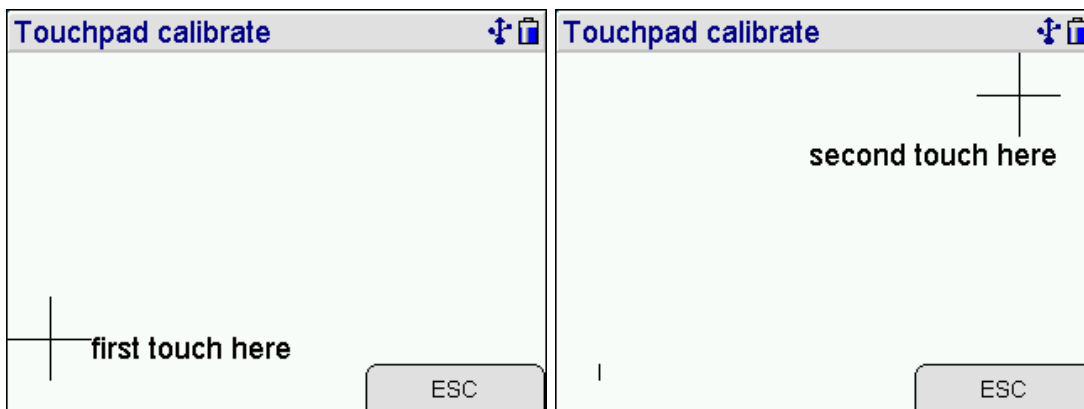 Touchpad calibrate
first touch here
ESC
Touchpad calibrate
second touch here
ESC